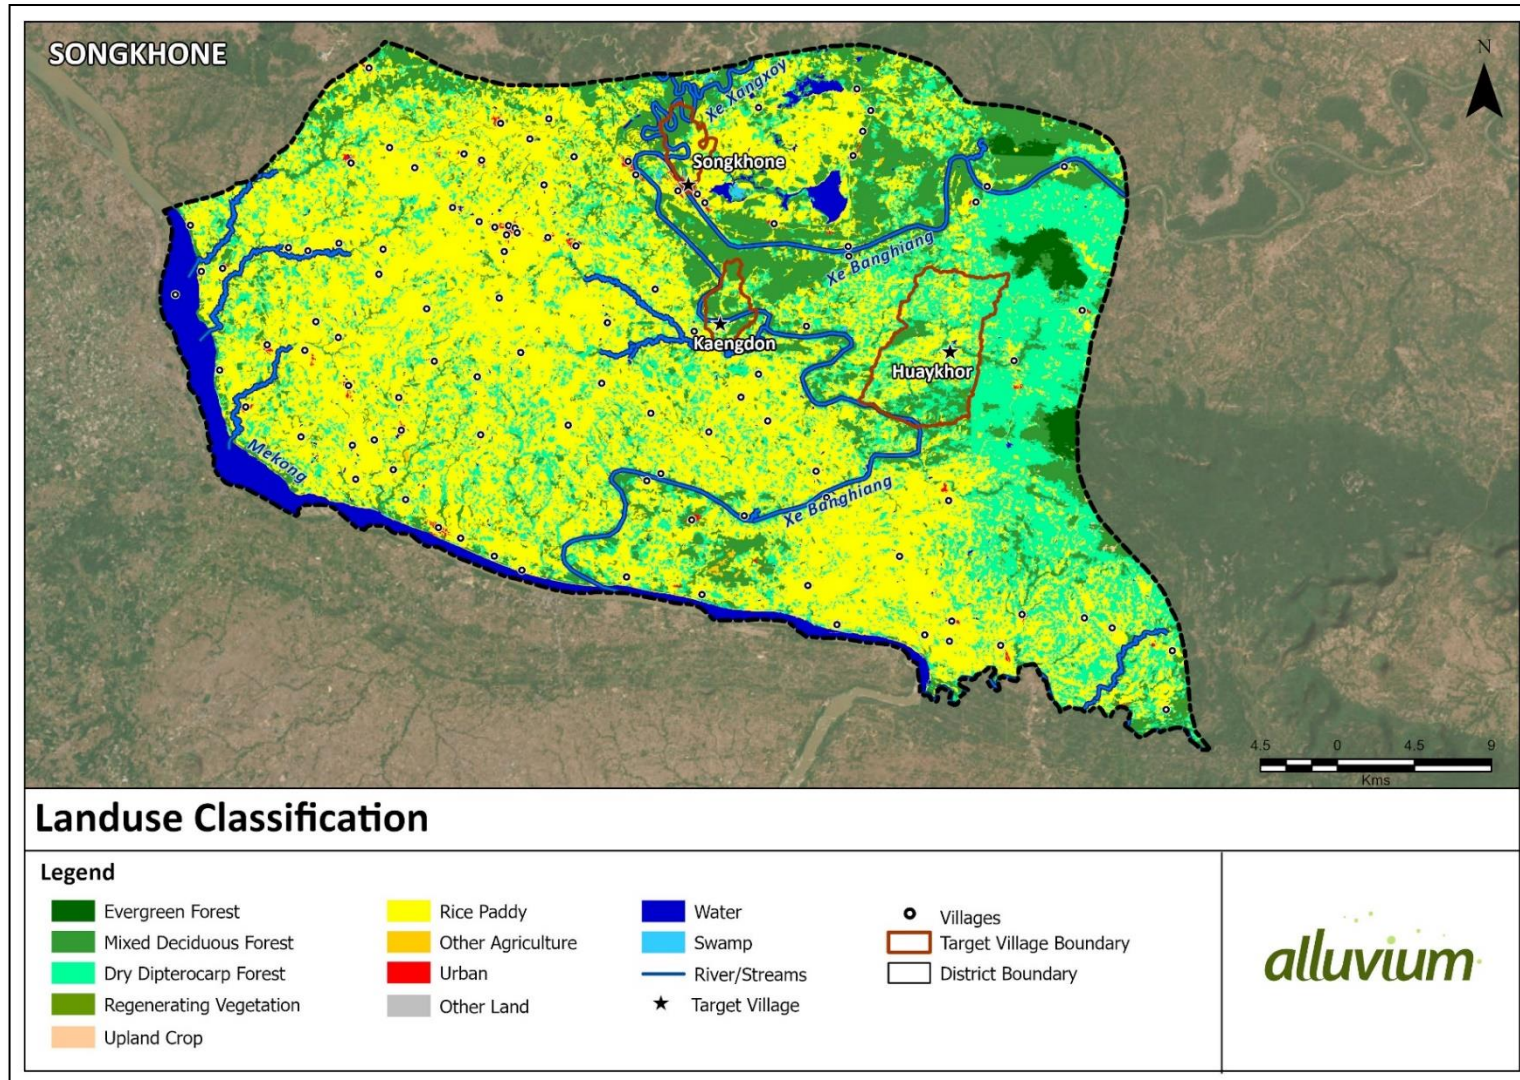 SONGKHONE
N
Xe Xangxoy
Songkhone
Xe Banghiang
Kaengdon
Huaykhor
Mekong
Xe Banghiang
4.5 0 4.5 9
Kms
Landuse Classification
Legend
Evergreen Forest
Mixed Deciduous Forest
Dry Dipterocarp Forest
Regenerating Vegetation
Upland Crop
Rice Paddy
Other Agriculture
Urban
Other Land
Water
Swamp
River/Streams
Target Village
Villages
Target Village Boundary
District Boundary
alluvium